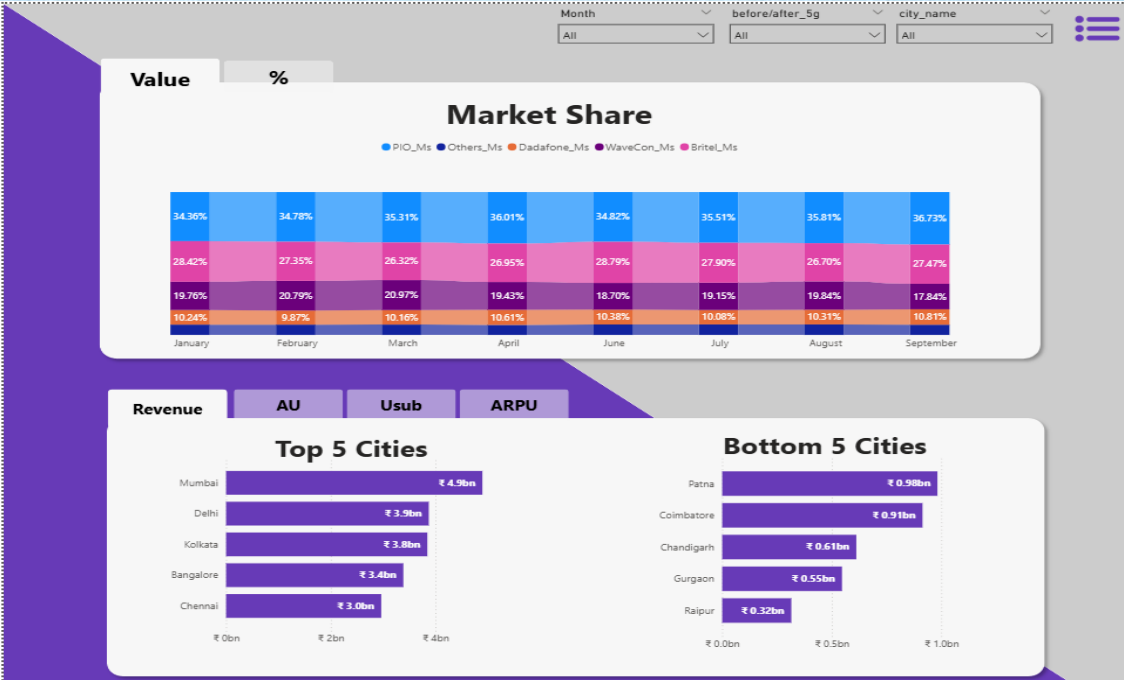 Month before/after_5g city_name
All All All
Value %
Market Share
PIO_Ms Others_Ms Dadafone_Ms WaveCon_Ms Britel_Ms
34.36% 34.78% 35.31% 36.01% 34.82% 35.51% 35.81% 36.73%
28.42% 27.35% 26.32% 26.95% 28.79% 27.90% 26.70% 27.47%
19.76% 20.79% 20.97% 19.43% 18.70% 19.15% 19.84% 17.84%
10.24% 9.87% 10.16% 10.61% 10.38% 10.08% 10.31% 10.81%
January February March April June July August September
Revenue AU Usub ARPU
Top 5 Cities
Mumbai ₹ 4.9bn
Delhi ₹ 3.9bn
Kolkata ₹ 3.8bn
Bangalore ₹ 3.4bn
Chennai ₹ 3.0bn
₹ 0bn ₹ 2bn ₹ 4bn
Bottom 5 Cities
Patna ₹ 0.98bn
Coimbatore ₹ 0.91bn
Chandigarh ₹ 0.61bn
Gurgaon ₹ 0.55bn
Raipur ₹ 0.32bn
₹ 0.0bn ₹ 0.5bn ₹ 1.0bn